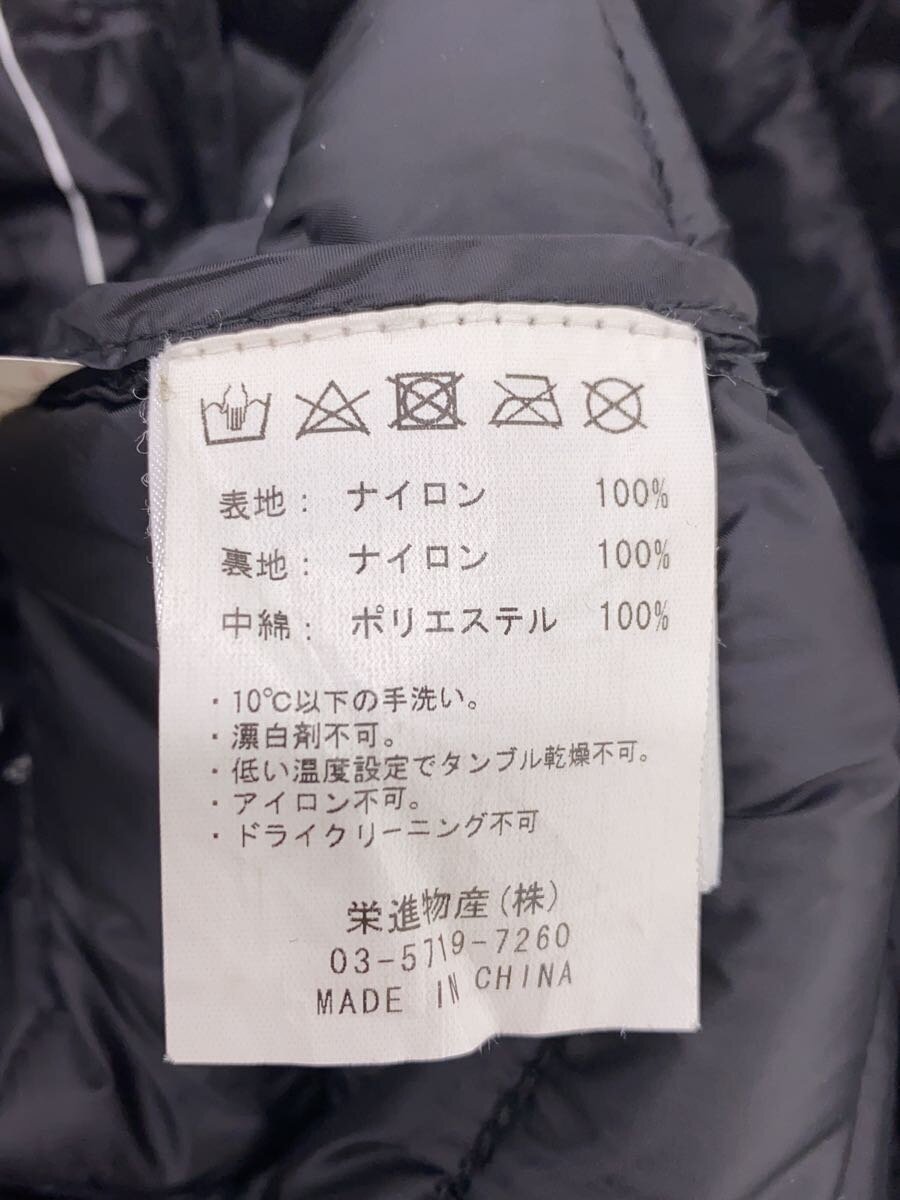 表地: ナイロン 100%
裏地: ナイロン 100%
中綿: ポリエステル 100%
・10℃以下の手洗い。
・漂白剤不可。
・低い温度設定でタンブル乾燥不可。
・アイロン不可。
・ドライクリーニング不可
栄進物産(株)
03-5719-7260
MADE IN CHINA